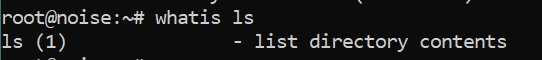 root@noise:~# whatis ls
ls (1)               - list directory contents